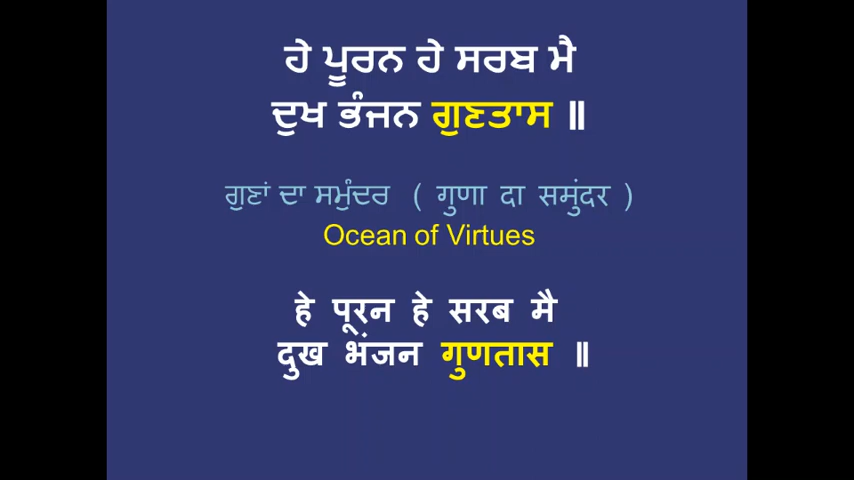 ਹੇ ਪੂਰਨ ਹੇ ਸਰਬ ਮੈ
ਦੁਖ ਭੰਜਨ ਗੁਣਤਾਸ ॥
ਗੁਣਾਂ ਦਾ ਸਮੁੰਦਰ ( गुणा दा समुंदर )
Ocean of Virtues
हे पूरन हे सरब मै
दुख भंजन गुणतास ॥